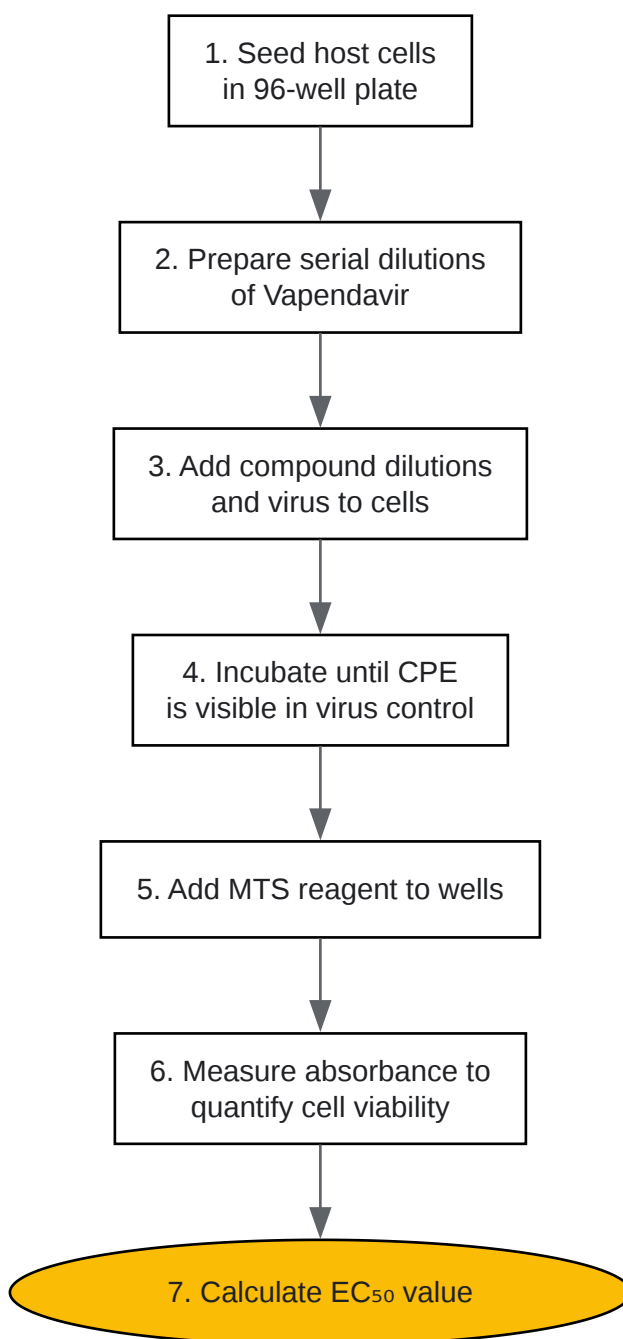 1. Seed host cells
in 96-well plate
2. Prepare serial dilutions
of Vapendavir
3. Add compound dilutions
and virus to cells
4. Incubate until CPE
is visible in virus control
5. Add MTS reagent to wells
6. Measure absorbance to
quantify cell viability
7. Calculate EC₅₀ value